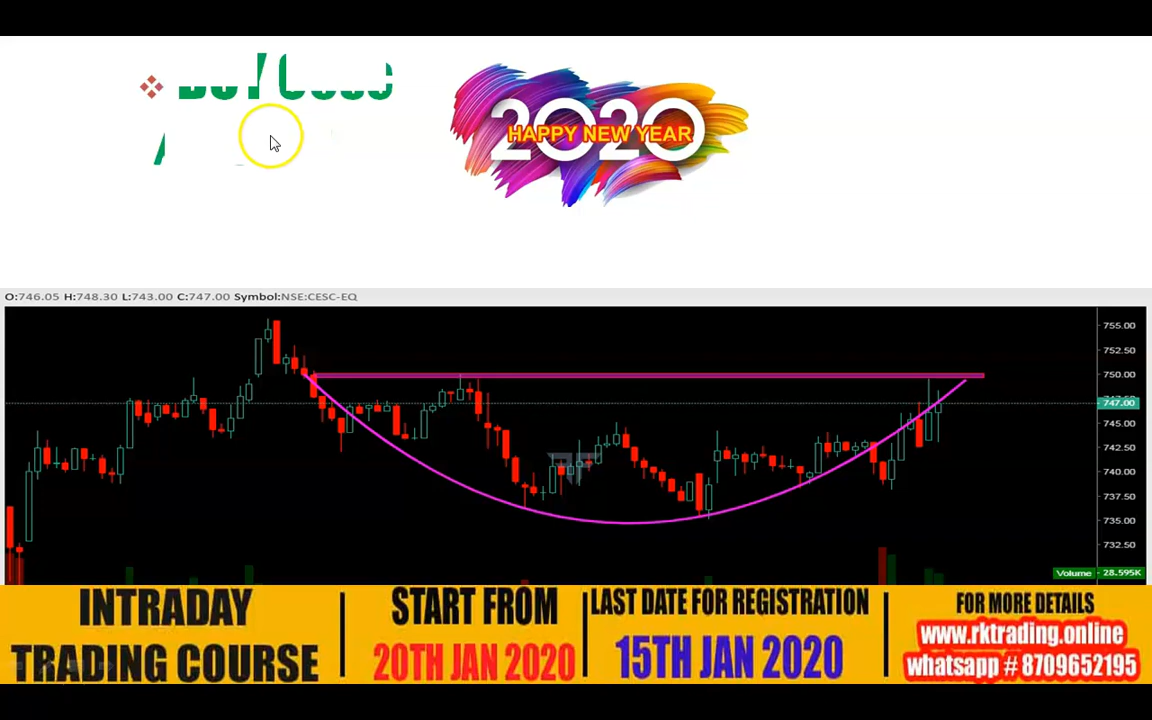 2020
HAPPY NEW YEAR
O:746.05 H:748.30 L:743.00 C:747.00 Symbol:NSE:CESC-EQ
755.00
752.50
750.00
747.00
745.00
742.50
740.00
737.50
735.00
732.50
Volume 28.595K
INTRADAY
TRADING COURSE
START FROM
20TH JAN 2020
LAST DATE FOR REGISTRATION
15TH JAN 2020
FOR MORE DETAILS
www.rktrading.online
whatsapp # 8709652195